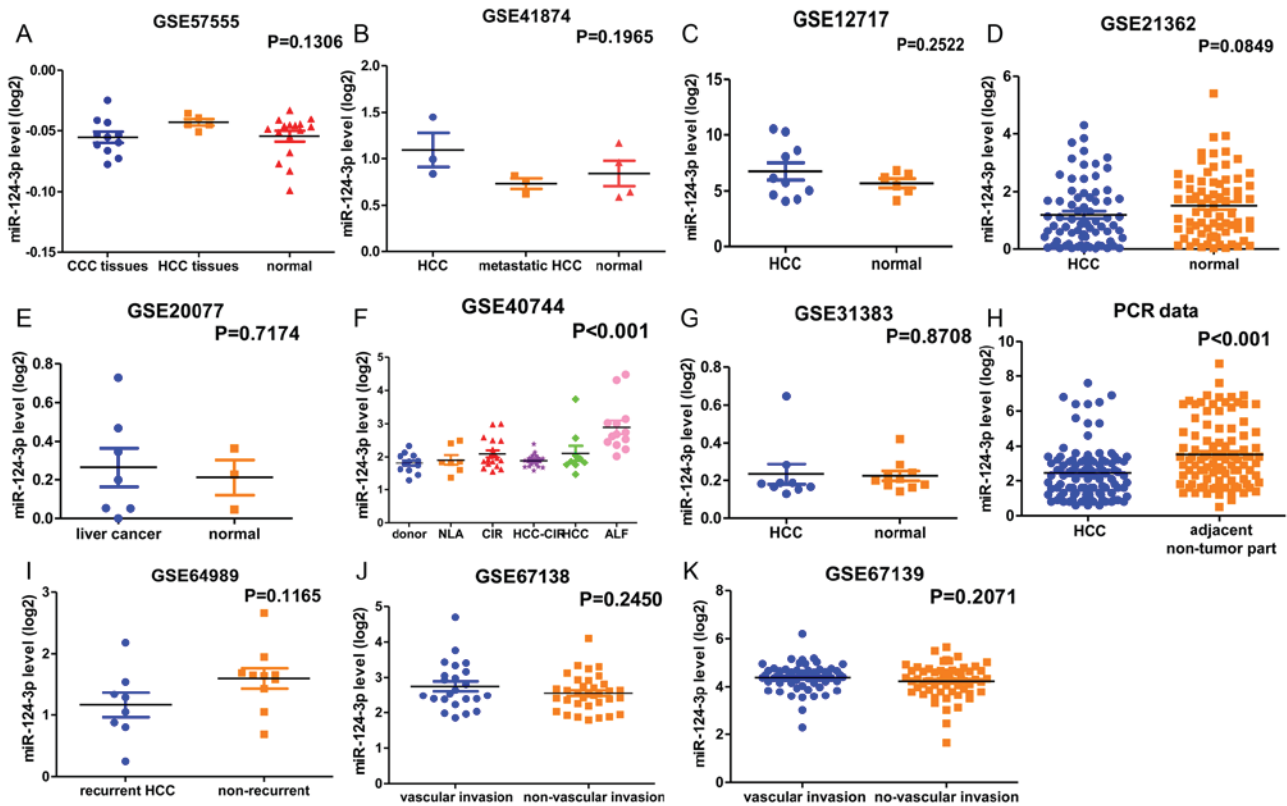 A
GSE57555
P=0.1306
miR-124-3p level (log2)
0.00
-0.05
-0.10
-0.15
CCC tissues HCC tissues normal
B
GSE41874
P=0.1965
miR-124-3p level (log2)
2.0
1.5
1.0
0.5
0.0
HCC metastatic HCC normal
C
GSE12717
P=0.2522
miR-124-3p level (log2)
15
10
5
0
HCC normal
D
GSE21362
P=0.0849
miR-124-3p level (log2)
6
4
2
0
HCC normal
E
GSE20077
P=0.7174
miR-124-3p level (log2)
0.8
0.6
0.4
0.2
0.0
liver cancer normal
F
GSE40744
P<0.001
miR-124-3p level (log2)
5
4
3
2
1
0
donor NLA CIR HCC-CIR HCC ALF
G
GSE31383
P=0.8708
miR-124-3p level (log2)
0.8
0.6
0.4
0.2
0.0
HCC normal
H
PCR data
P<0.001
miR-124-3p level (log2)
10
8
6
4
2
0
HCC adjacent
non-tumor part
I
GSE64989
P=0.1165
miR-124-3p level (log2)
3
2
1
0
recurrent HCC non-recurrent
J
GSE67138
P=0.2450
miR-124-3p level (log2)
5
4
3
2
1
0
vascular invasion non-vascular invasion
K
GSE67139
P=0.2071
miR-124-3p level (log2)
8
6
4
2
0
vascular invasion no-vascular invasion